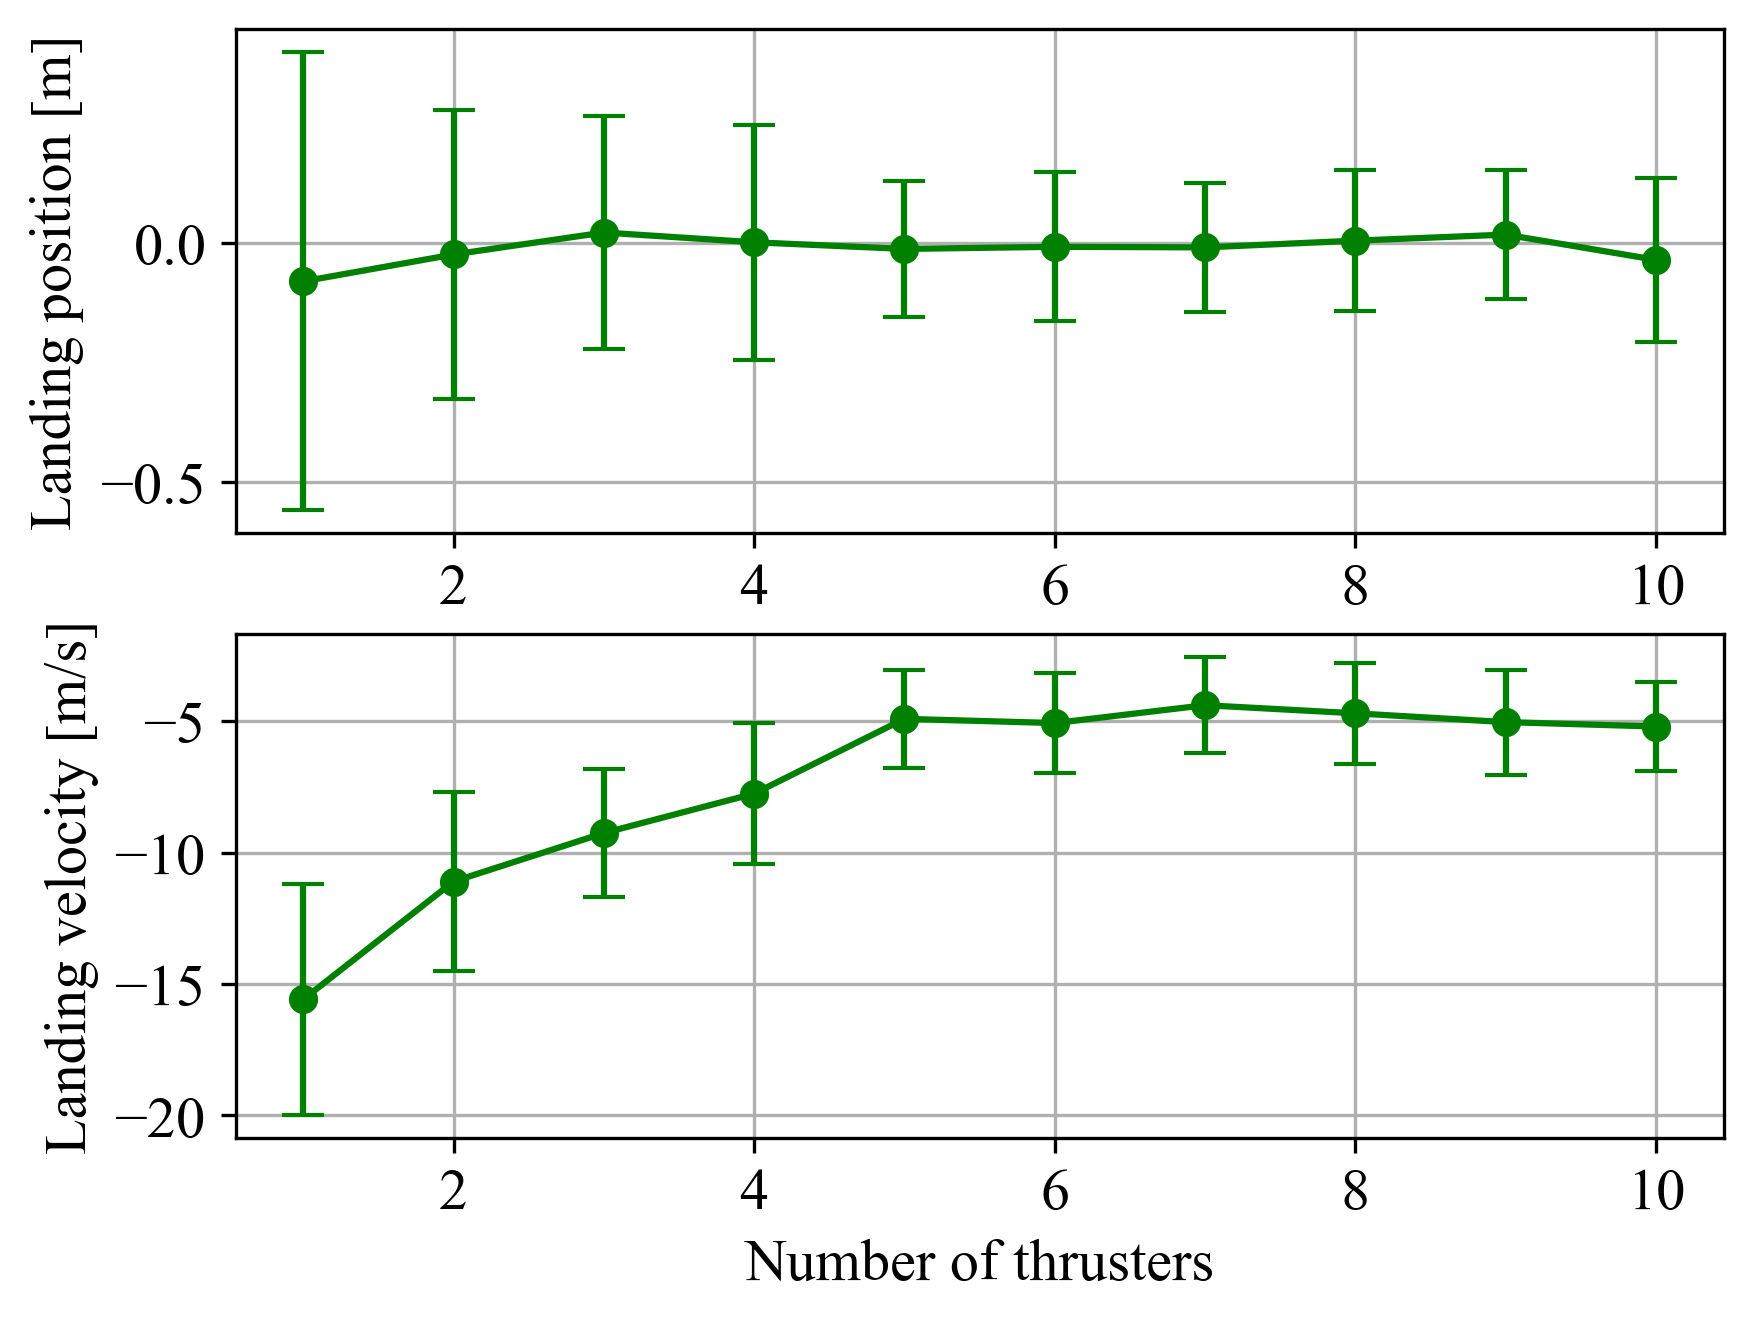 Landing position [m]
0.0
−0.5
2 4 6 8 10
Landing velocity [m/s]
−5
−10
−15
−20
2 4 6 8 10
Number of thrusters